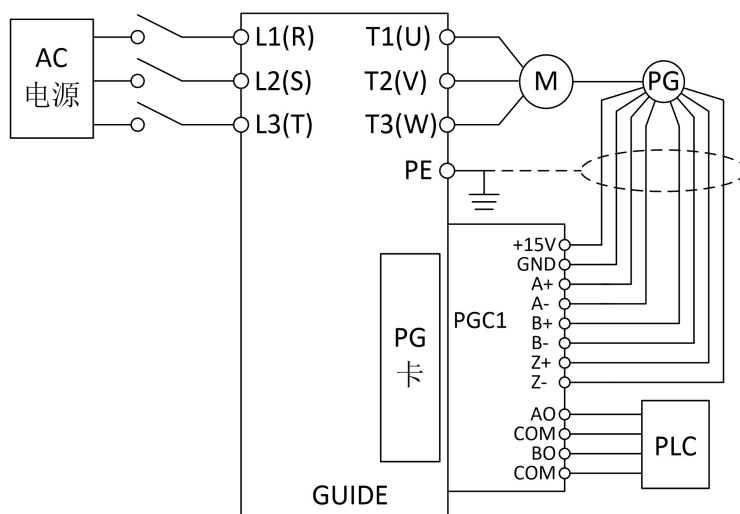 AC
电源
L1(R)
L2(S)
L3(T)
T1(U)
T2(V)
T3(W)
PE
M
PG
PG
卡
PGC1
+15V
GND
A+
A-
B+
B-
Z+
Z-
AO
COM
BO
COM
PLC
GUIDE